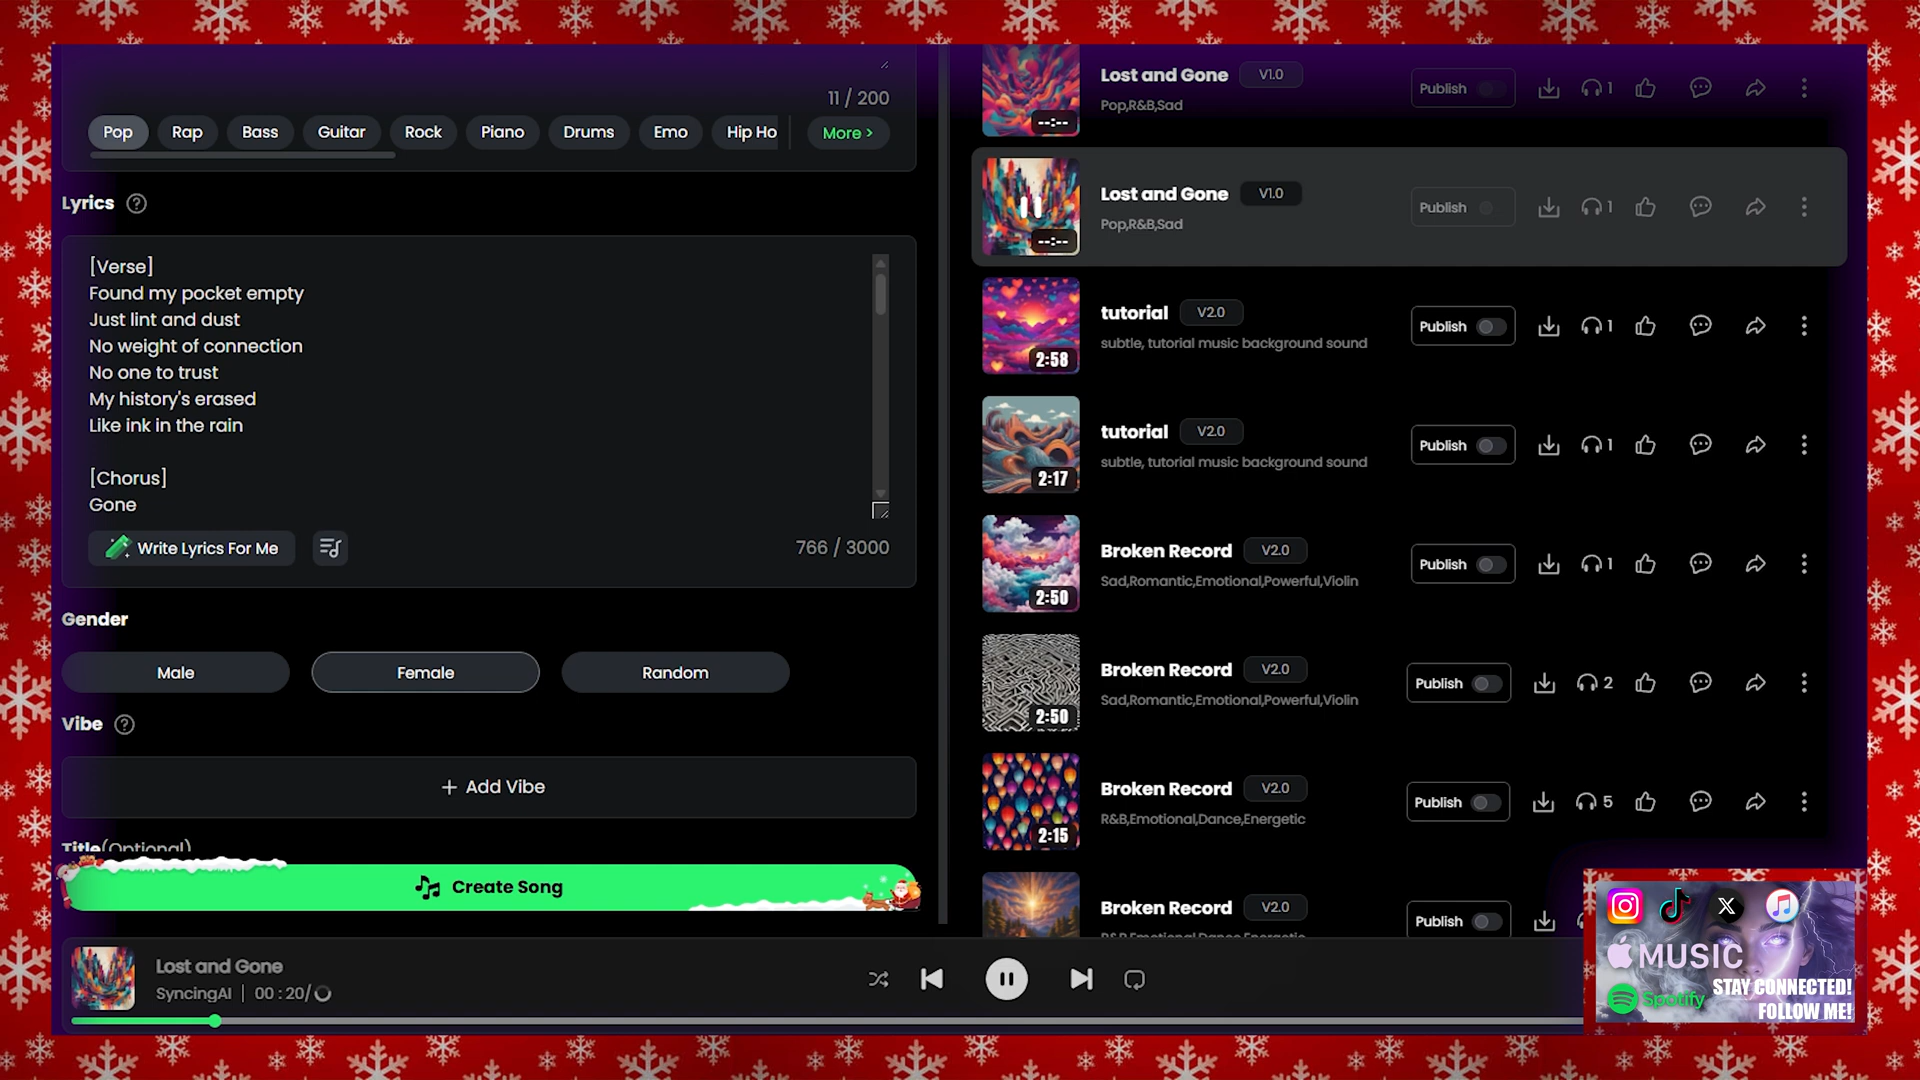 11 / 200
Pop
Rap
Bass
Guitar
Rock
Piano
Drums
Emo
Hip Ho
More >
Lyrics
[Verse]
Found my pocket empty
Just lint and dust
No weight of connection
No one to trust
My history's erased
Like ink in the rain
[Chorus]
Gone
Write Lyrics For Me
766 / 3000
Gender
Male
Female
Random
Vibe
+ Add Vibe
Title(Optional)
Create Song
Lost and Gone V1.0
Pop,R&B,Sad
--:--
Publish
1
Lost and Gone V1.0
Pop,R&B,Sad
--:--
Publish
1
tutorial V2.0
subtle, tutorial music background sound
2:58
Publish
1
tutorial V2.0
subtle, tutorial music background sound
2:17
Publish
1
Broken Record V2.0
Sad,Romantic,Emotional,Powerful,Violin
2:50
Publish
1
Broken Record V2.0
Sad,Romantic,Emotional,Powerful,Violin
2:50
Publish
2
Broken Record V2.0
R&B,Emotional,Dance,Energetic
2:15
Publish
5
Broken Record V2.0
R&B,Emotional,Dance,Energetic
Publish
Lost and Gone
SyncingAI | 00 : 20/
MUSIC
Spotify
STAY CONNECTED!
FOLLOW ME!